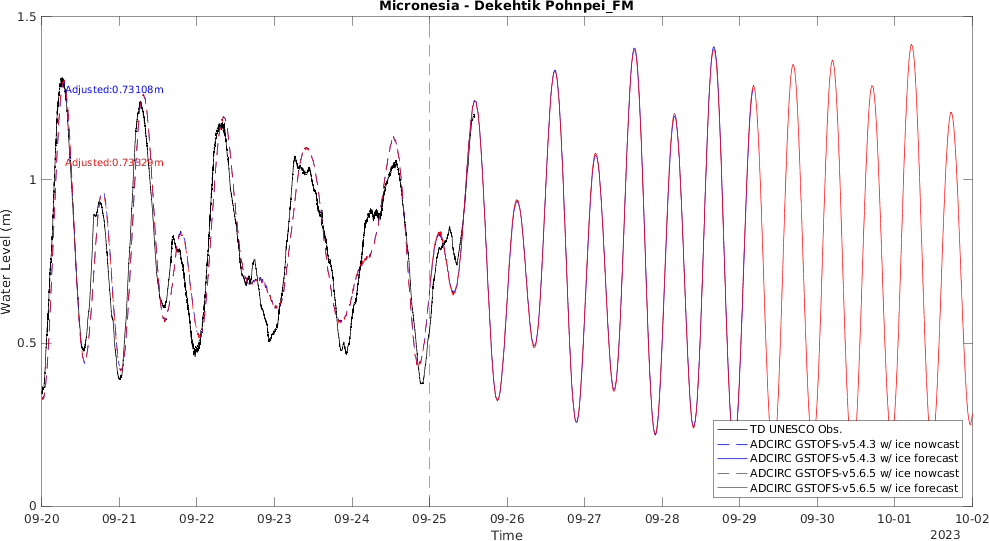 Micronesia - Dekehtik Pohnpei_FM
1.5
Adjusted:0.73108m
Adjusted:0.73829m
1
Water Level (m)
0.5
TD UNESCO Obs.
ADCIRC GSTOFS-v5.4.3 w/ ice nowcast
ADCIRC GSTOFS-v5.4.3 w/ ice forecast
ADCIRC GSTOFS-v5.6.5 w/ ice nowcast
ADCIRC GSTOFS-v5.6.5 w/ ice forecast
0
09-20 09-21 09-22 09-23 09-24 09-25 09-26 09-27 09-28 09-29 09-30 10-01 10-02
Time 2023